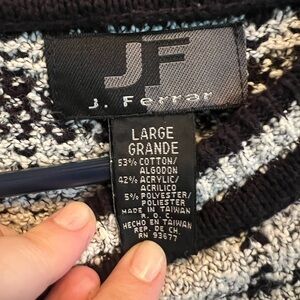 JF
J. Ferrar
LARGE
GRANDE
53% COTTON/
ALGODON
42% ACRYLIC/
ACRILICO
5% POLYESTER/
POLIESTER
MADE IN TAIWAN
R. O. C.
HECHO EN TAIWAN
REP. DE CH.
RN 93677